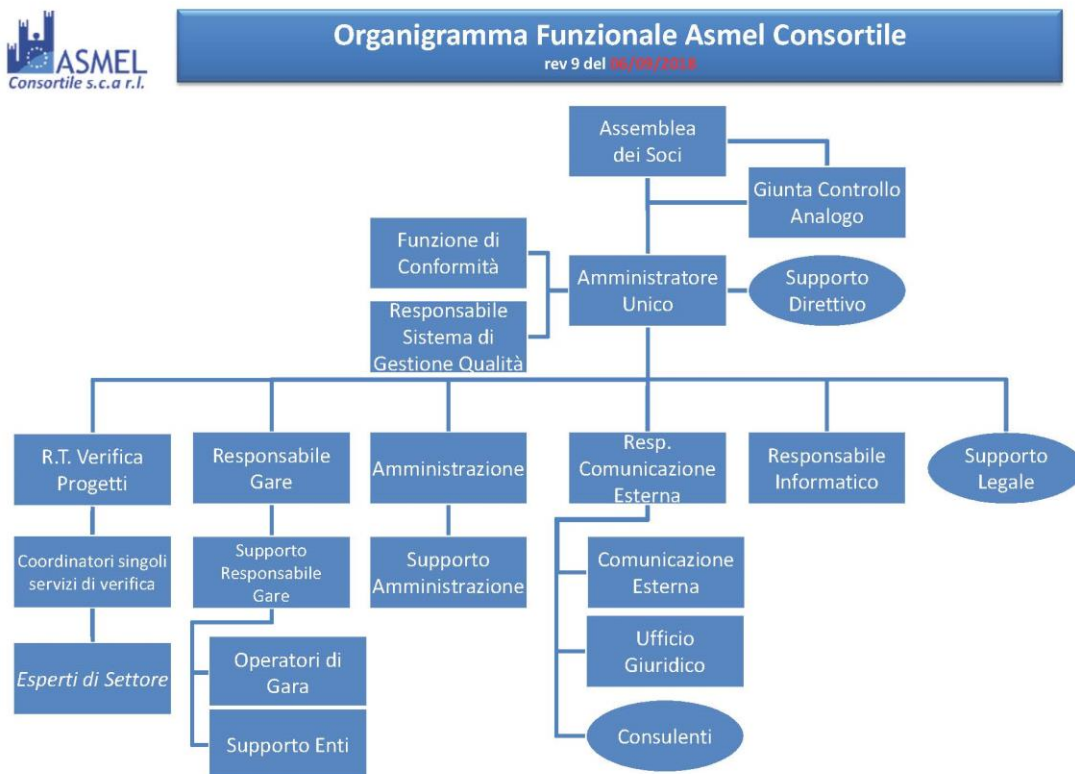 ASMEL
Consortile s.c.a r.l.
Organigramma Funzionale Asmel Consortile
rev 9 del 06/09/2018
Assemblea
dei Soci
Giunta Controllo
Analogo
Funzione di
Conformità
Amministratore
Unico
Supporto
Direttivo
Responsabile
Sistema di
Gestione Qualità
R.T. Verifica
Progetti
Responsabile
Gare
Amministrazione
Resp.
Comunicazione
Esterna
Responsabile
Informatico
Supporto
Legale
Coordinatori singoli
servizi di verifica
Supporto
Responsabile
Gare
Supporto
Amministrazione
Comunicazione
Esterna
Esperti di Settore
Operatori di
Gara
Ufficio
Giuridico
Supporto Enti
Consulenti